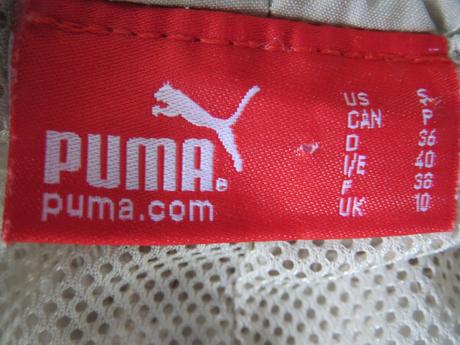 PUMA®
puma.com
US S
CAN P
D 36
I/E 40
F 38
UK 10